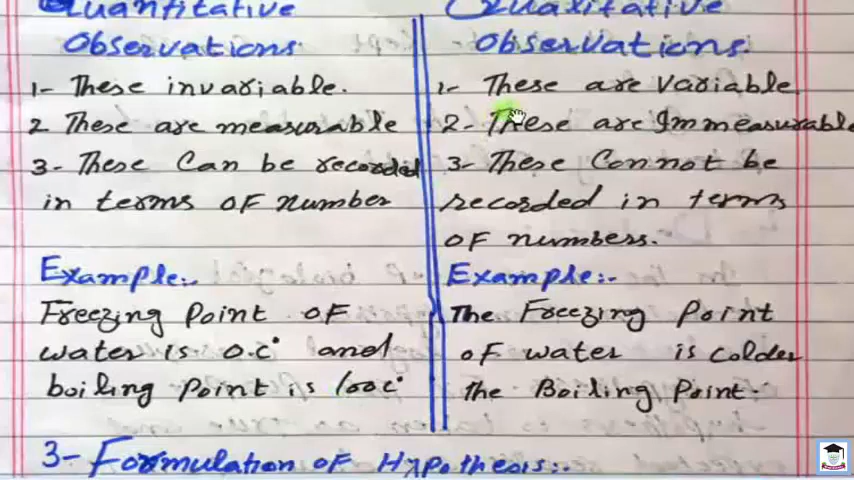 Quantitative
Observations
1- These invariable.
2 These are measurable
3- These Can be recorded
in terms OF number
Example:-
Freezing Point OF
water is 0.c° and
boiling Point is 100c°
Qualitative
Observations
1- These are Variable
2- These are Immeasurable
3- These Connot be
recorded in terms
OF numbers.
Example:-
The Freezing Point
of water is colder
the Boiling Point.
3- Formulation OF Hypothesis:-